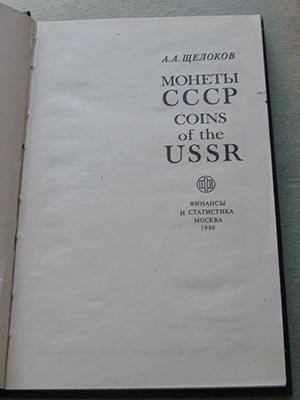 А.А.ЩЕЛОКОВ
МОНЕТЫ
СССР
COINS
of the
USSR
ФИНАНСЫ
И СТАТИСТИКА
МОСКВА
1986